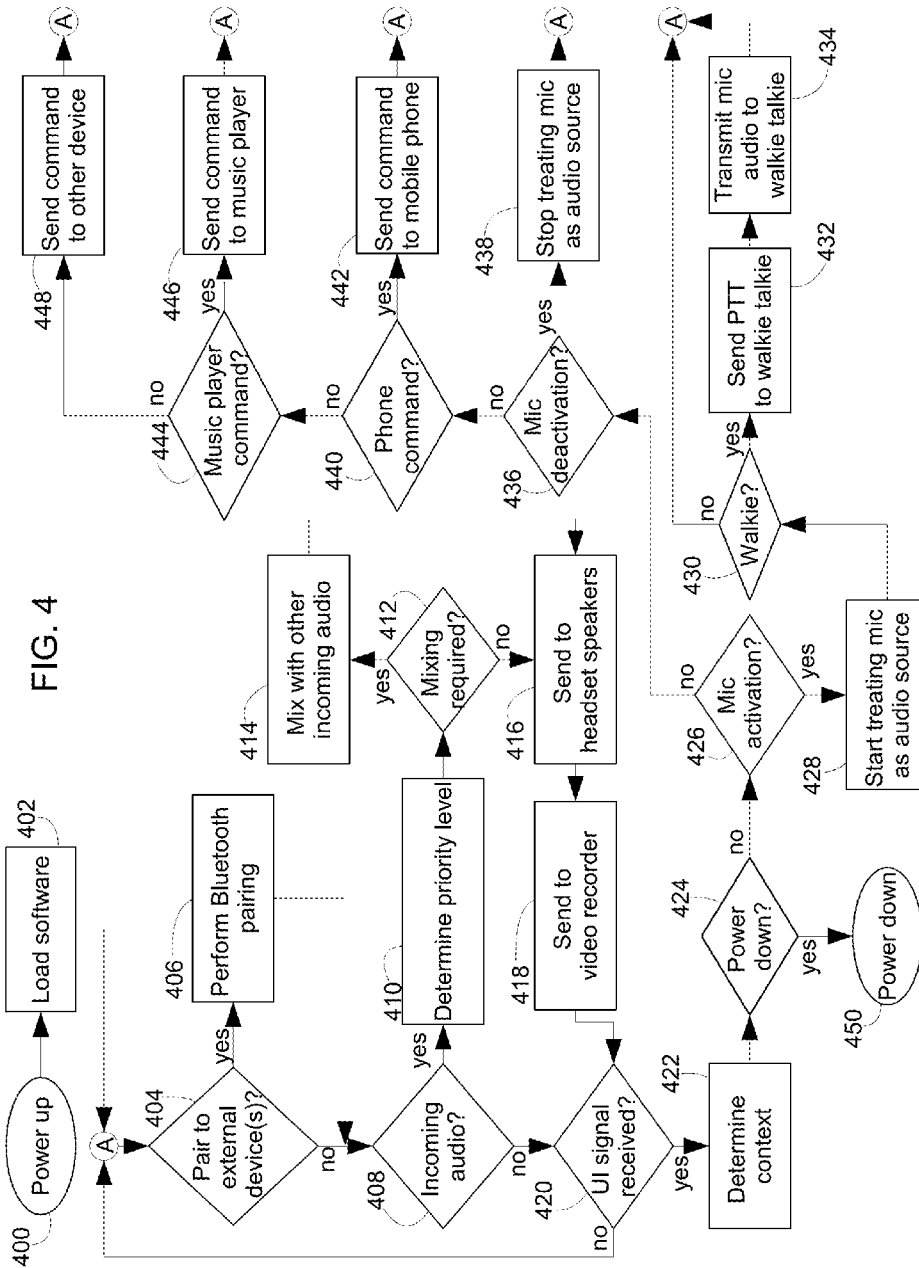 FIG. 4
400
Power up
402
Load software
A
404
Pair to
external
device(s)?
yes
no
406
Perform Bluetooth
pairing
408
Incoming
audio?
yes
no
410
Determine priority level
412
Mixing
required?
yes
no
414
Mix with other
incoming audio
416
Send to
headset speakers
418
Send to
video recorder
420
UI signal
received?
no
yes
422
Determine
context
424
Power
down?
no
yes
450
Power down
426
Mic
activation?
no
yes
428
Start treating mic
as audio source
430
Walkie?
no
yes
432
Send PTT
to walkie talkie
434
Transmit mic
audio to
walkie talkie
A
436
Mic
deactivation?
no
yes
438
Stop treating mic
as audio source
A
440
Phone
command?
no
yes
442
Send command
to mobile phone
A
444
Music player
command?
no
yes
446
Send command
to music player
A
448
Send command
to other device
A